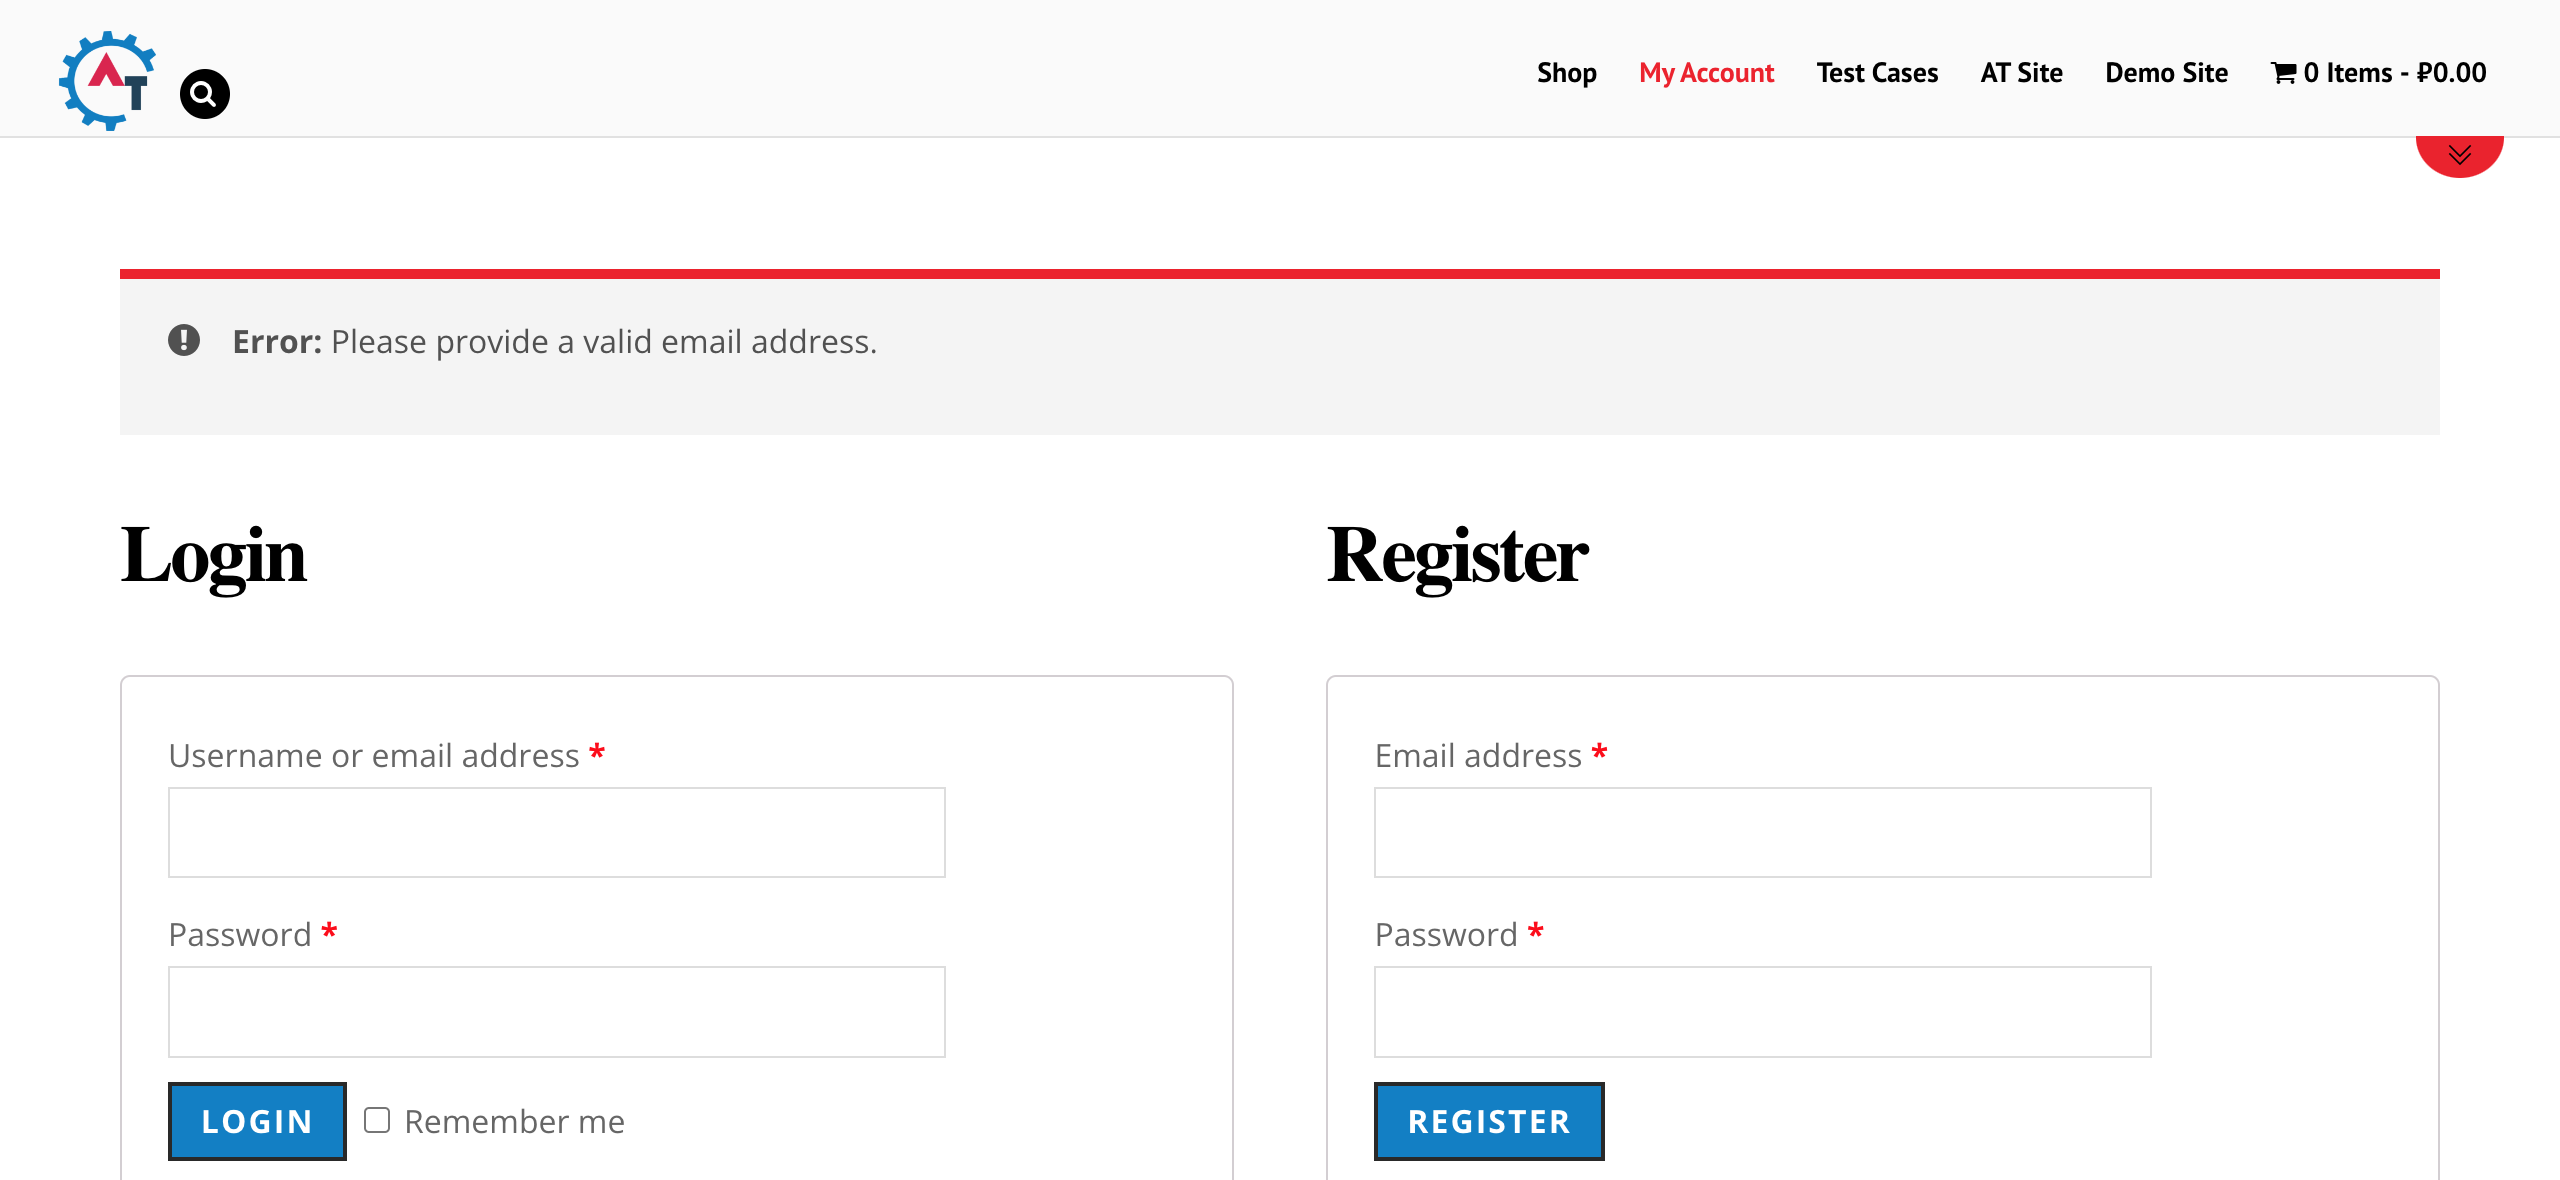 AT
Shop My Account Test Cases AT Site Demo Site 0 Items - ₽0.00
Error: Please provide a valid email address.
Login
Register
Username or email address *
Password *
LOGIN Remember me
Email address *
Password *
REGISTER